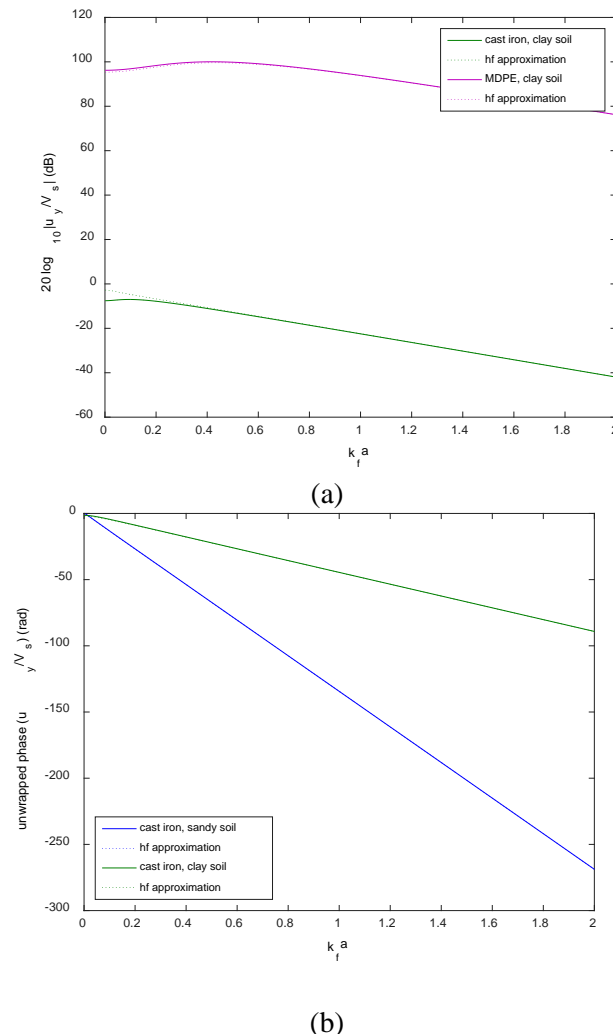 120
100
80
60
40
20
0
-20
-40
-60
20 log 10 |u y /V s | (dB)
cast iron, clay soil
hf approximation
MDPE, clay soil
hf approximation
0 0.2 0.4 0.6 0.8 1 1.2 1.4 1.6 1.8 2
k f a
(a)
0
-50
-100
-150
-200
-250
-300
unwrapped phase (u y /V s ) (rad)
cast iron, sandy soil
hf approximation
cast iron, clay soil
hf approximation
0 0.2 0.4 0.6 0.8 1 1.2 1.4 1.6 1.8 2
k f a
(b)